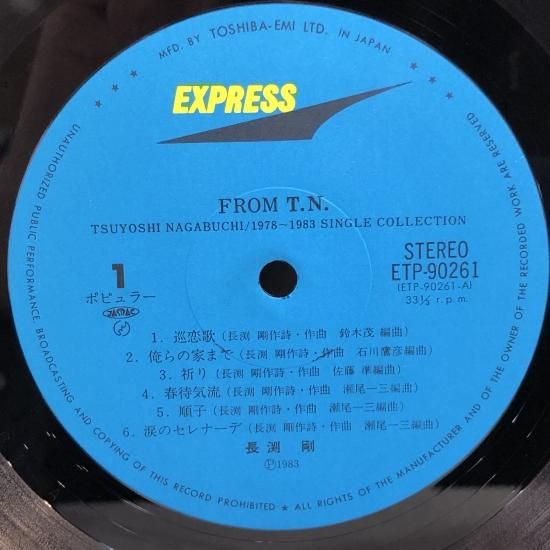 MFD. BY TOSHIBA-EMI LTD. IN JAPAN
EXPRESS
FROM T.N.
TSUYOSHI NAGABUCHI/1978~1983 SINGLE COLLECTION
1
ポピュラー
JASRAC
STEREO
ETP-90261
(ETP-90261-A)
33⅓ r.p.m.
1. 巡恋歌 (長渕 剛作詩・作曲 鈴木茂 編曲)
2. 俺らの家まで (長渕 剛作詩・作曲 石川鷹彦編曲)
3. 祈り (長渕 剛作詩・作曲 佐藤 準編曲)
4. 春待気流 (長渕 剛作詩・作曲 瀬尾一三編曲)
5. 順子 (長渕 剛作詩・作曲 瀬尾一三編曲)
6. 涙のセレナーデ (長渕 剛作詩・作曲 瀬尾一三編曲)
長渕 剛
Ⓟ1983
UNAUTHORIZED PUBLIC PERFORMANCE, BROADCASTING AND COPYING OF THIS RECORD PROHIBITED ★ ALL RIGHTS OF THE MANUFACTURER AND OF THE OWNER OF THE RECORDED WORK ARE RESERVED